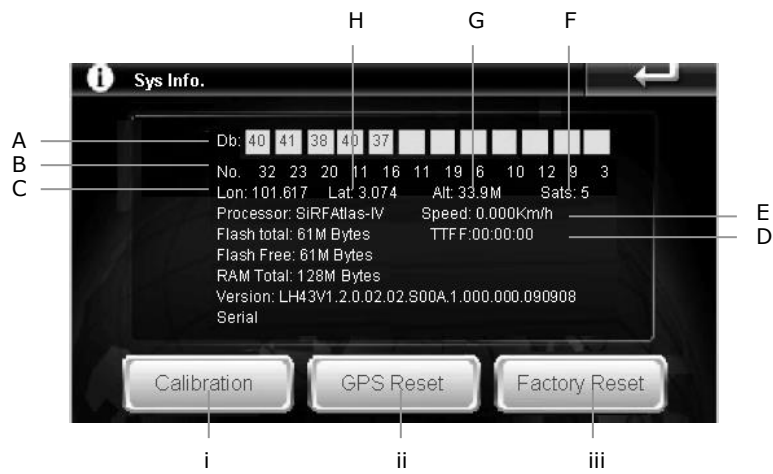 H G F
Sys Info.
A Db: 40 41 38 40 37
B No. 32 23 20 11 16 11 19 6 10 12 9 3
C Lon: 101.617 Lat: 3.074 Alt: 33.9M Sats: 5
Processor: SiRFAtlas-IV Speed: 0.000Km/h E
Flash total: 61M Bytes TTFF:00:00:00 D
Flash Free: 61M Bytes
RAM Total: 128M Bytes
Version: LH43V1.2.0.02.02.S00A.1.000.000.090908
Serial
Calibration GPS Reset Factory Reset
i ii iii